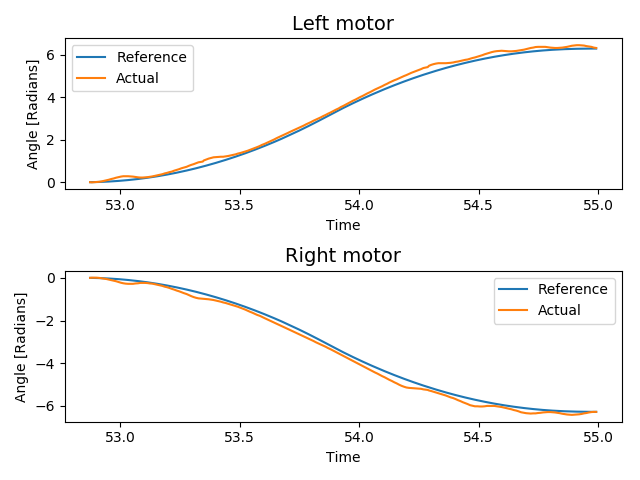 Left motor
Reference
Actual
Angle [Radians]
6
4
2
0
53.0 53.5 54.0 54.5 55.0
Time
Right motor
Reference
Actual
Angle [Radians]
0
−2
−4
−6
53.0 53.5 54.0 54.5 55.0
Time